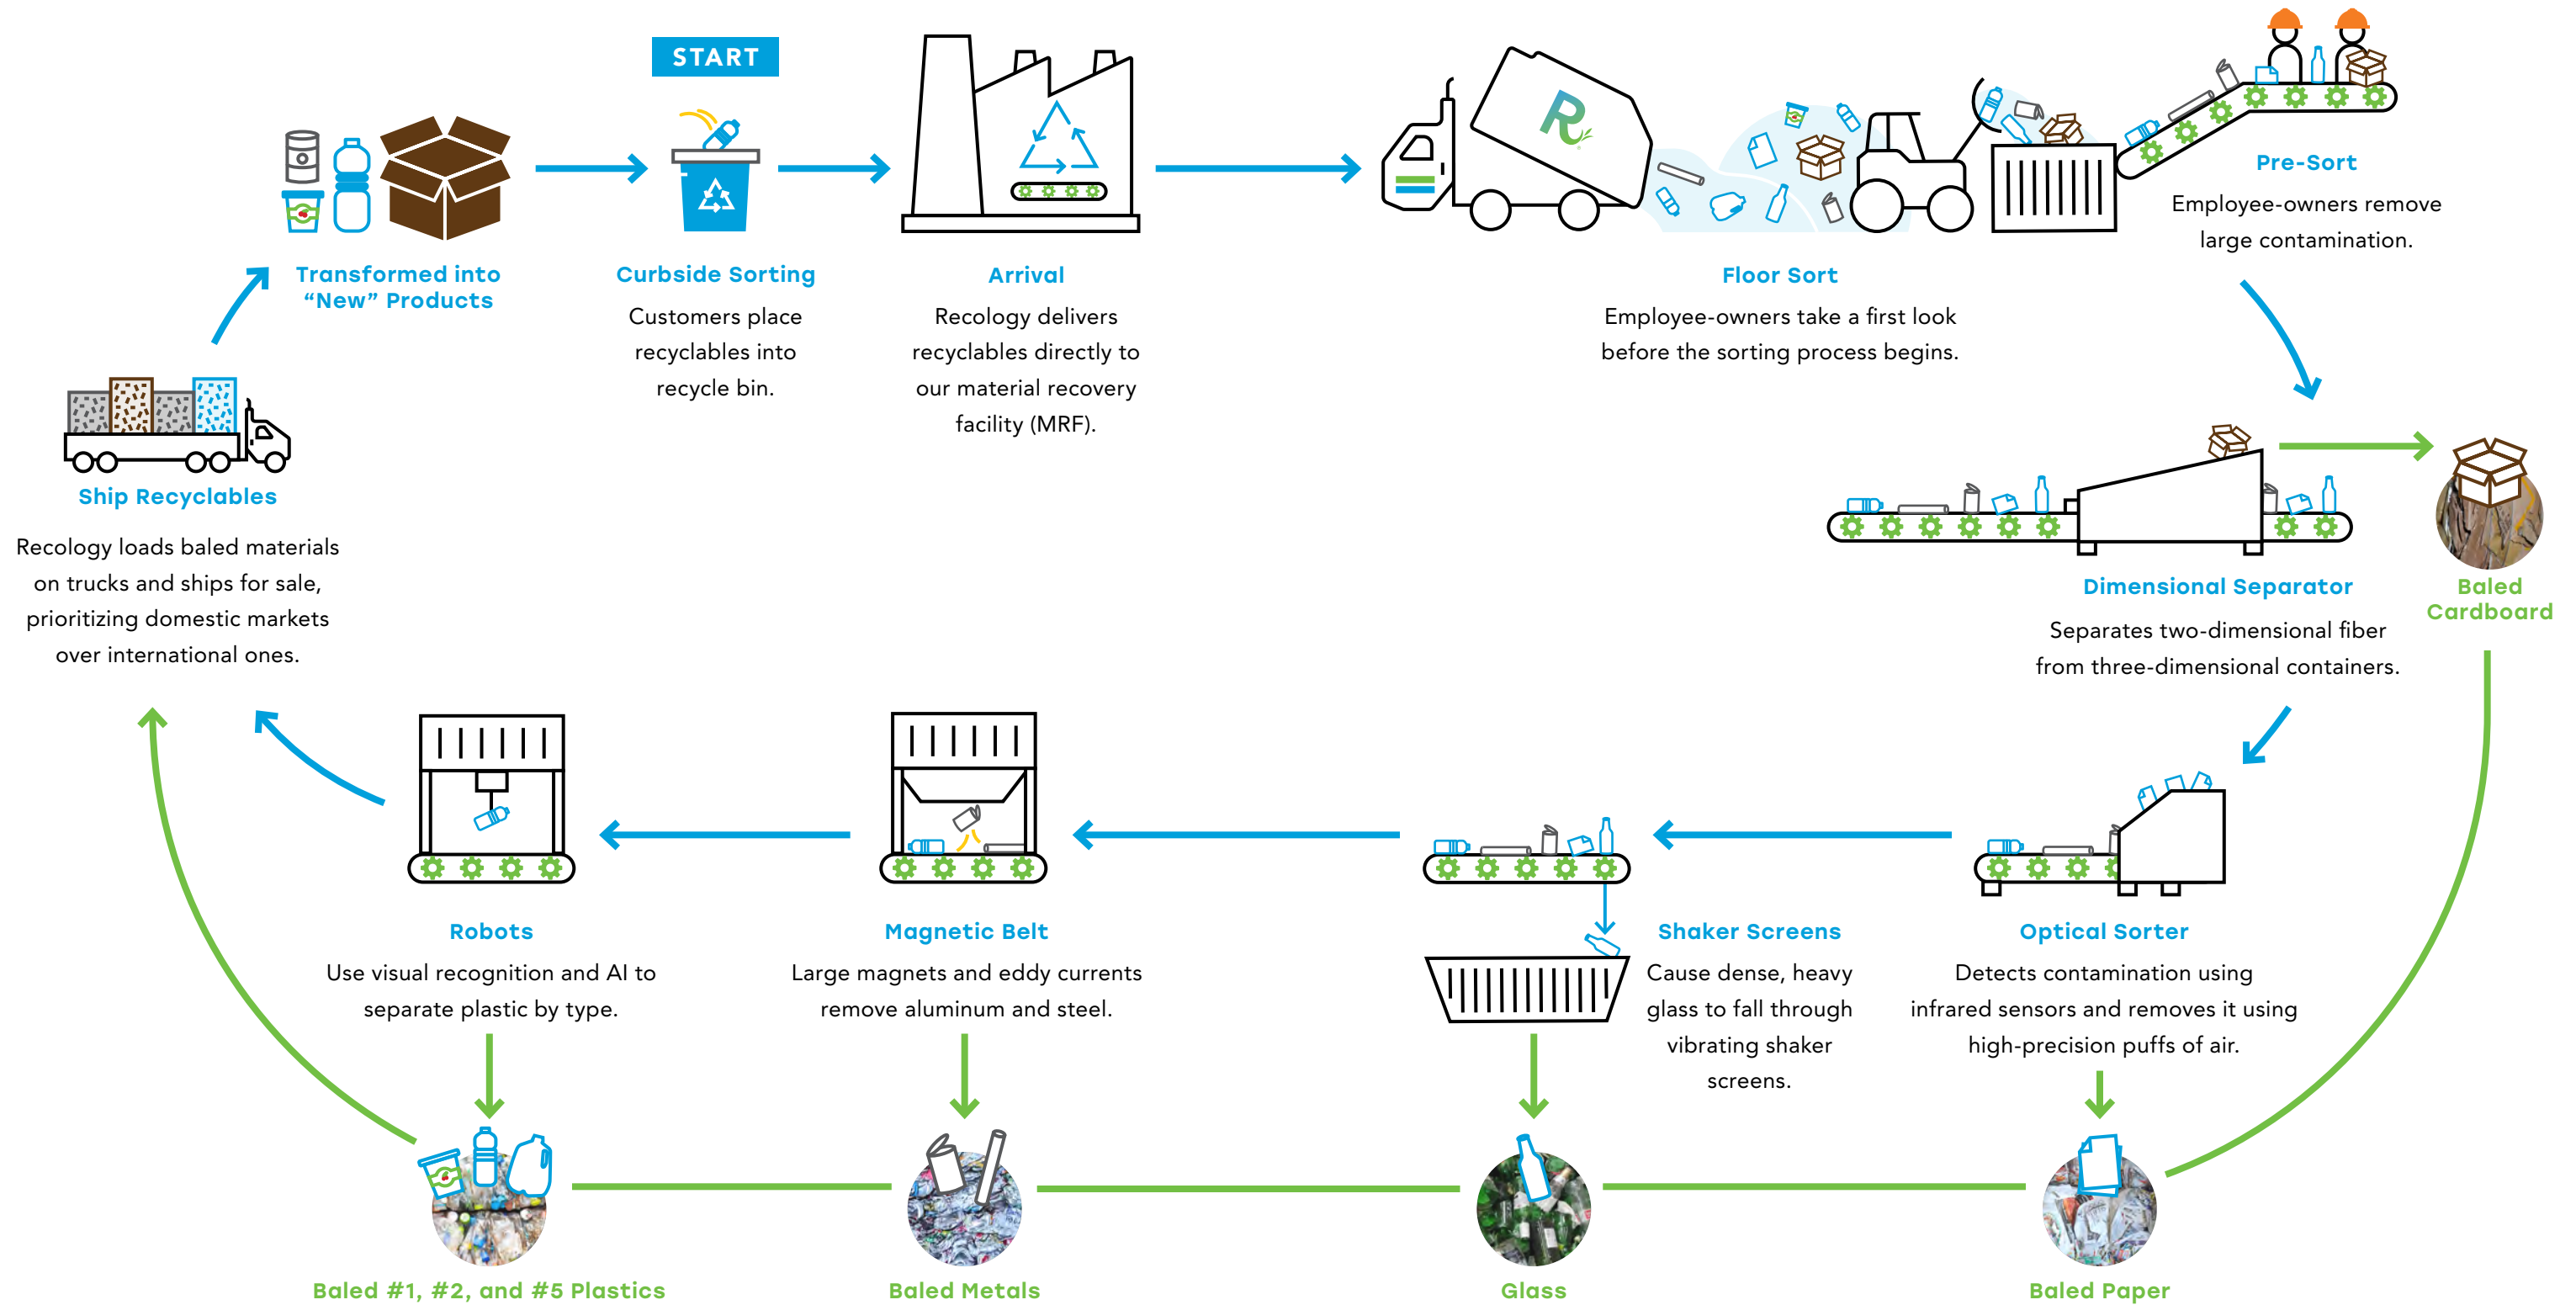 START
R
Pre-Sort
Employee-owners remove
large contamination.
Transformed into
“New” Products
Curbside Sorting
Customers place
recyclables into
recycle bin.
Arrival
Recology delivers
recyclables directly to
our material recovery
facility (MRF).
Floor Sort
Employee-owners take a first look
before the sorting process begins.
Ship Recyclables
Recology loads baled materials
on trucks and ships for sale,
prioritizing domestic markets
over international ones.
Dimensional Separator
Separates two-dimensional fiber
from three-dimensional containers.
Baled
Cardboard
Robots
Use visual recognition and AI to
separate plastic by type.
Magnetic Belt
Large magnets and eddy currents
remove aluminum and steel.
Shaker Screens
Cause dense, heavy
glass to fall through
vibrating shaker
screens.
Optical Sorter
Detects contamination using
infrared sensors and removes it using
high-precision puffs of air.
Baled #1, #2, and #5 Plastics
Baled Metals
Glass
Baled Paper